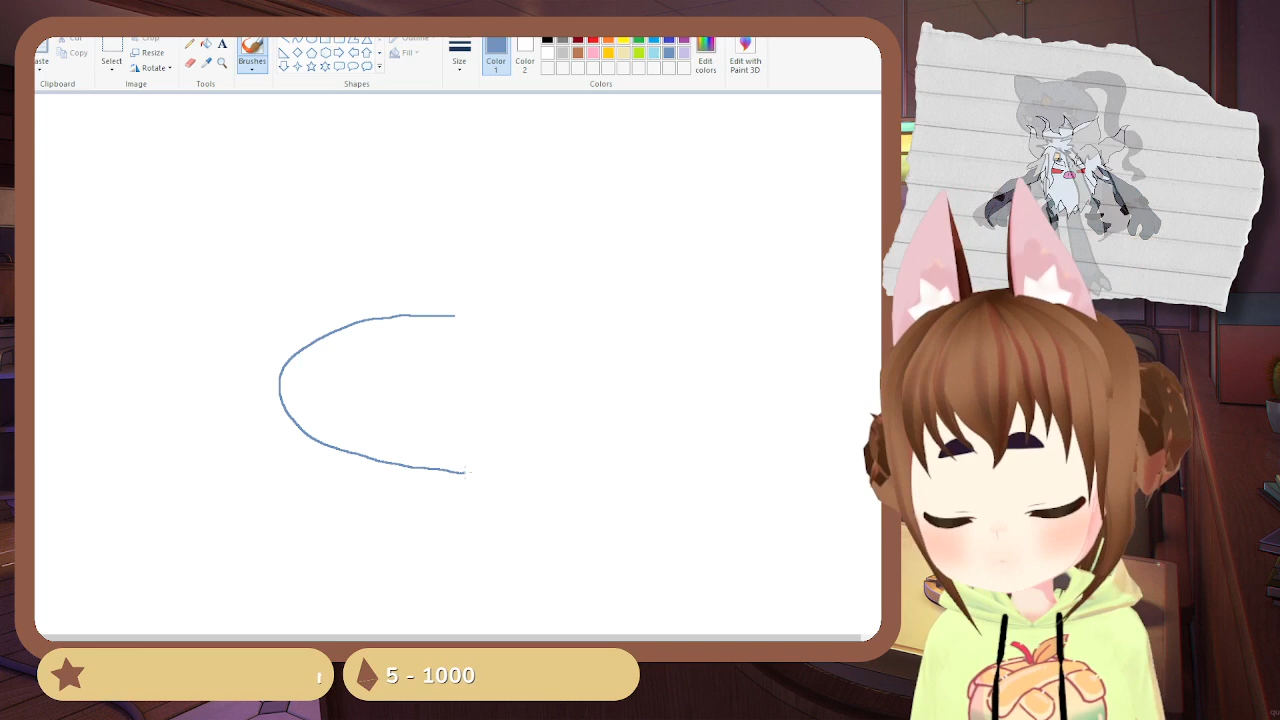 Cut
Crop
Outline
aste
Copy
Select
Resize
Rotate
A
Brushes
Fill
Size
Color
1
Color
2
Edit
colors
Edit with
Paint 3D
Clipboard
Image
Tools
Shapes
Colors
5 - 1000